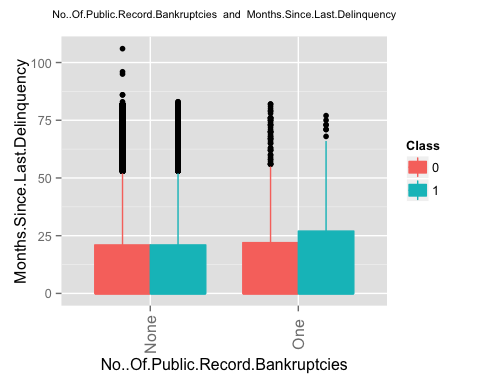 No..Of.Public.Record.Bankruptcies and Months.Since.Last.Delinquency
Months.Since.Last.Delinquency
100
75
50
25
0
None
One
No..Of.Public.Record.Bankruptcies
Class
0
1